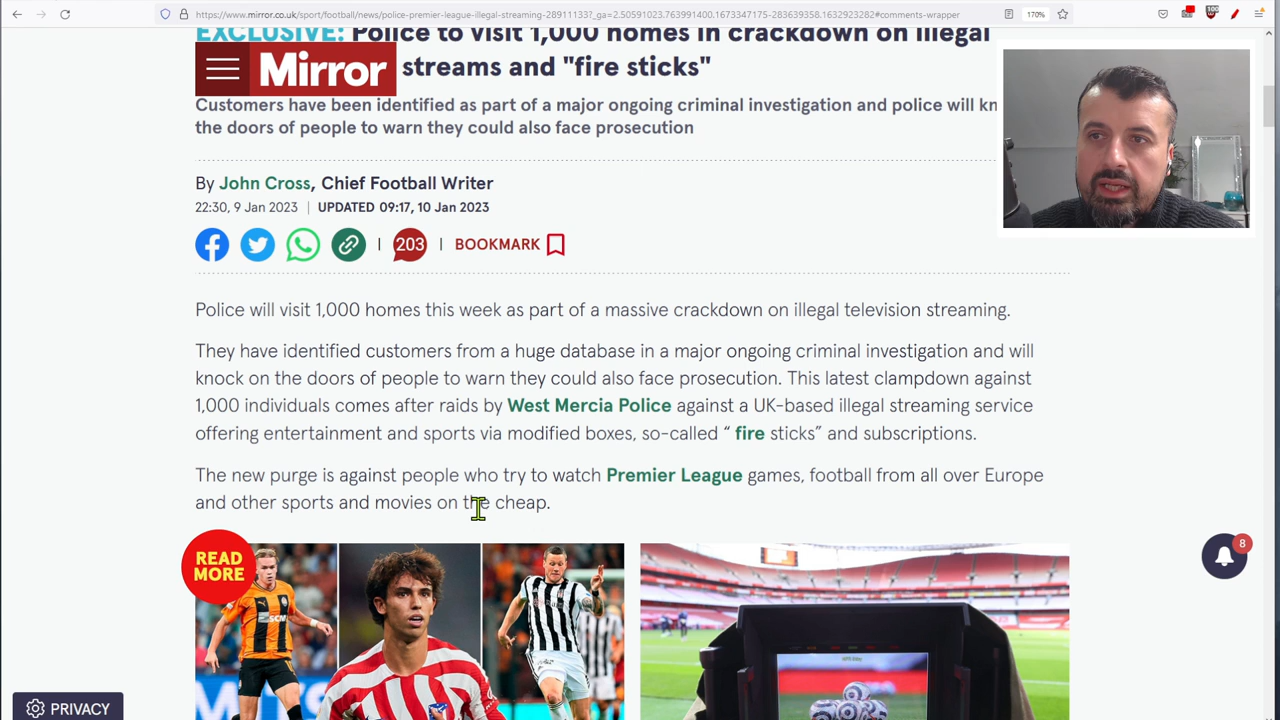 https://www.mirror.co.uk/sport/football/news/police-premier-league-illegal-streaming-28911133?_ga=2.50591023.763991400.1673347175-283639358.1632923282#comments-wrapper
170%
100
EXCLUSIVE: Police to visit 1,000 homes in crackdown on illegal
Mirror
streams and "fire sticks"
Customers have been identified as part of a major ongoing criminal investigation and police will kn
the doors of people to warn they could also face prosecution
By John Cross, Chief Football Writer
22:30, 9 Jan 2023 | UPDATED 09:17, 10 Jan 2023
203 | BOOKMARK
Police will visit 1,000 homes this week as part of a massive crackdown on illegal television streaming.
They have identified customers from a huge database in a major ongoing criminal investigation and will
knock on the doors of people to warn they could also face prosecution. This latest clampdown against
1,000 individuals comes after raids by West Mercia Police against a UK-based illegal streaming service
offering entertainment and sports via modified boxes, so-called “ fire sticks” and subscriptions.
The new purge is against people who try to watch Premier League games, football from all over Europe
and other sports and movies on the cheap.
READ
MORE
8
PRIVACY